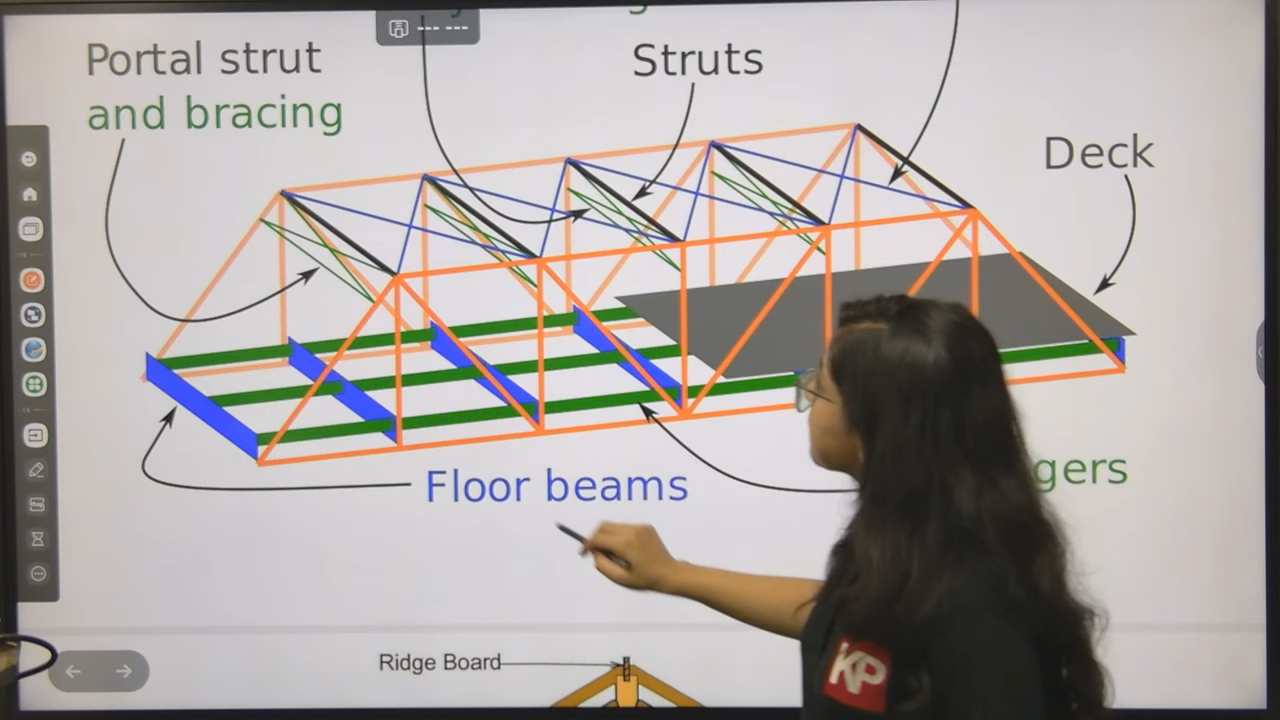 Portal strut
and bracing
Struts
Deck
Floor beams
gers
Ridge Board
KP